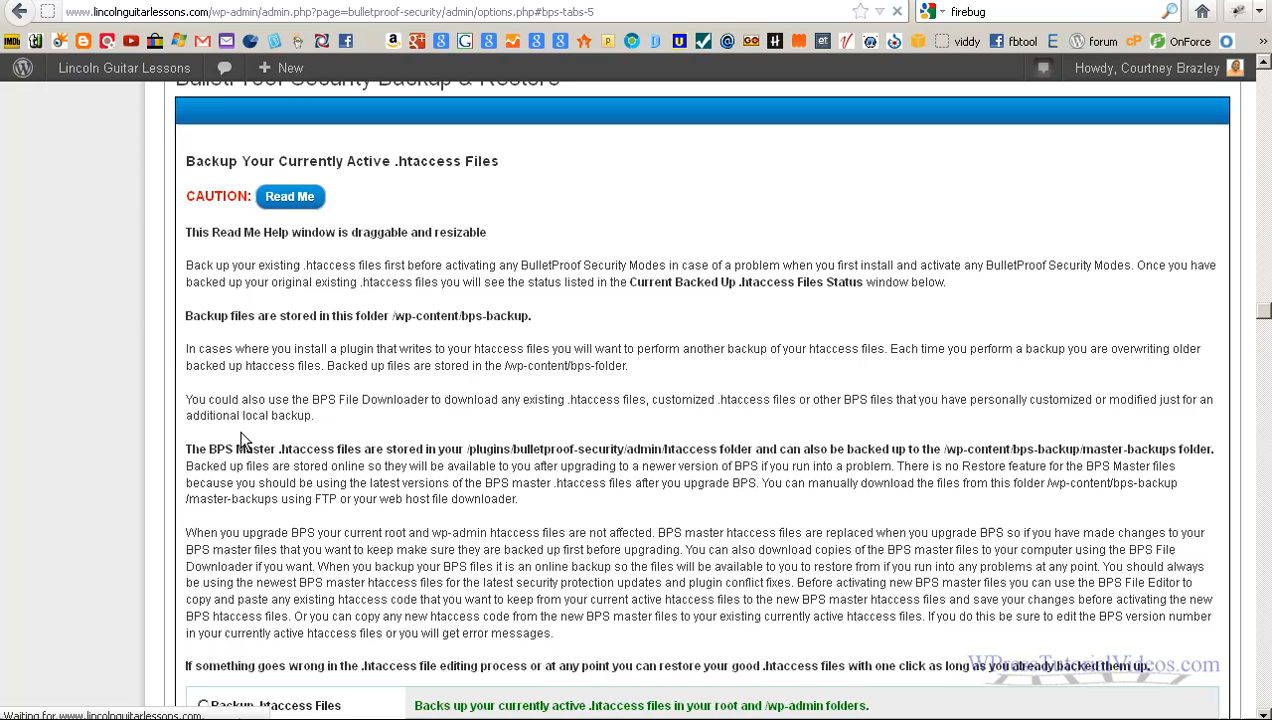 www.lincolnguitarlessons.com/wp-admin/admin.php?page=bulletproof-security/admin/options.php#bps-tabs-5
firebug
viddy
fbtool
forum
OnForce
Lincoln Guitar Lessons
New
Howdy, Courtney Brazley
BulletProof Security Backup & Restore
Backup Your Currently Active .htaccess Files
CAUTION: Read Me
This Read Me Help window is draggable and resizable
Back up your existing .htaccess files first before activating any BulletProof Security Modes in case of a problem when you first install and activate any BulletProof Security Modes. Once you have
backed up your original existing .htaccess files you will see the status listed in the Current Backed Up .htaccess Files Status window below.
Backup files are stored in this folder /wp-content/bps-backup.
In cases where you install a plugin that writes to your htaccess files you will want to perform another backup of your htaccess files. Each time you perform a backup you are overwriting older
backed up htaccess files. Backed up files are stored in the /wp-content/bps-folder.
You could also use the BPS File Downloader to download any existing .htaccess files, customized .htaccess files or other BPS files that you have personally customized or modified just for an
additional local backup.
The BPS Master .htaccess files are stored in your /plugins/bulletproof-security/admin/htaccess folder and can also be backed up to the /wp-content/bps-backup/master-backups folder.
Backed up files are stored online so they will be available to you after upgrading to a newer version of BPS if you run into a problem. There is no Restore feature for the BPS Master files
because you should be using the latest versions of the BPS master .htaccess files after you upgrade BPS. You can manually download the files from this folder /wp-content/bps-backup
/master-backups using FTP or your web host file downloader.
When you upgrade BPS your current root and wp-admin htaccess files are not affected. BPS master htaccess files are replaced when you upgrade BPS so if you have made changes to your
BPS master files that you want to keep make sure they are backed up first before upgrading. You can also download copies of the BPS master files to your computer using the BPS File
Downloader if you want. When you backup your BPS files it is an online backup so the files will be available to you to restore from if you run into any problems at any point. You should always
be using the newest BPS master htaccess files for the latest security protection updates and plugin conflict fixes. Before activating new BPS master files you can use the BPS File Editor to
copy and paste any existing htaccess code that you want to keep from your current active htaccess files to the new BPS master htaccess files and save your changes before activating the new
BPS htaccess files. Or you can copy any new htaccess code from the new BPS master files to your existing currently active htaccess files. If you do this be sure to edit the BPS version number
in your currently active htaccess files or you will get error messages.
If something goes wrong in the .htaccess file editing process or at any point you can restore your good .htaccess files with one click as long as you already backed them up.
WPressTutorialVideos.com
Backup .htaccess Files
Backs up your currently active .htaccess files in your root and /wp-admin folders.
Waiting for www.lincolnguitarlessons.com...